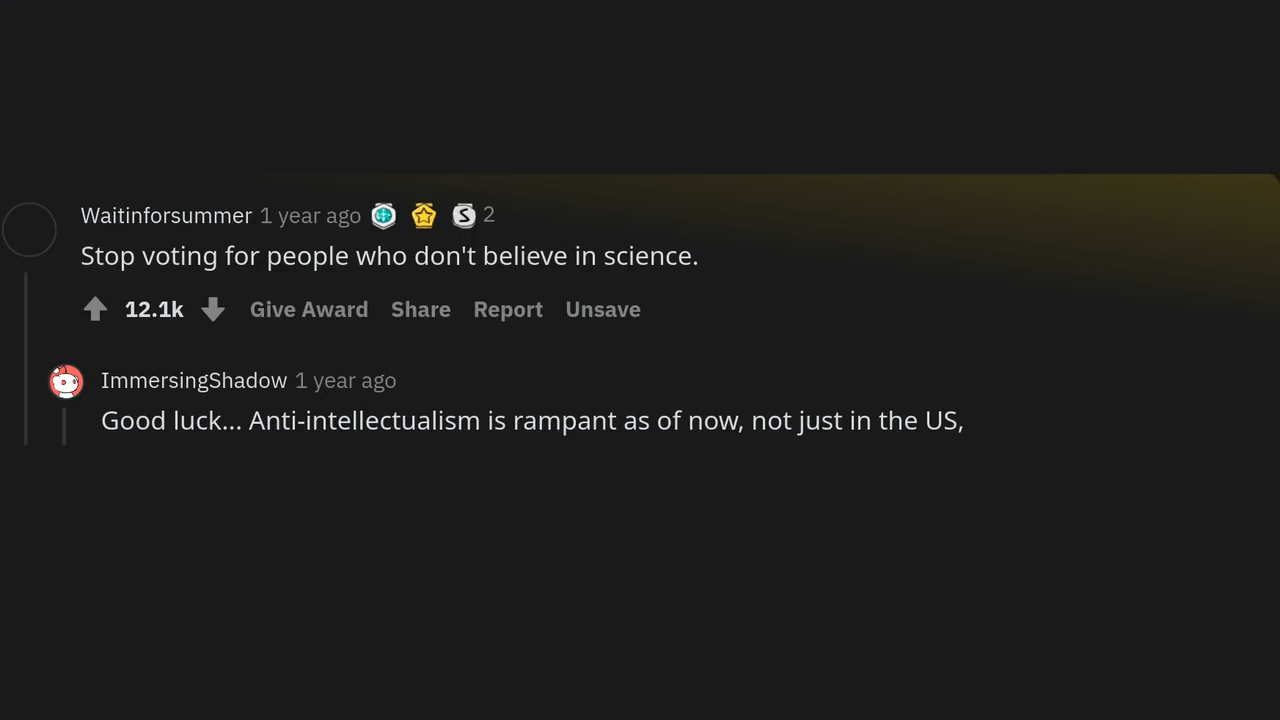 Waitinforsummer 1 year ago 2
Stop voting for people who don't believe in science.
12.1k Give Award Share Report Unsave
ImmersingShadow 1 year ago
Good luck... Anti-intellectualism is rampant as of now, not just in the US,